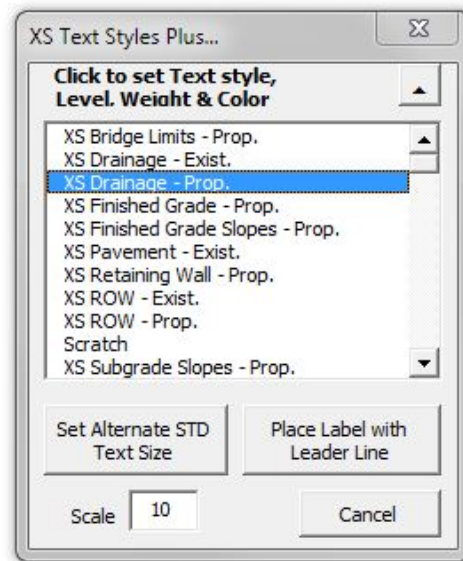 XS Text Styles Plus...
Click to set Text style,
Level, Weight & Color
XS Bridge Limits - Prop.
XS Drainage - Exist.
XS Drainage - Prop.
XS Finished Grade - Prop.
XS Finished Grade Slopes - Prop.
XS Pavement - Exist.
XS Retaining Wall - Prop.
XS ROW - Exist.
XS ROW - Prop.
Scratch
XS Subgrade Slopes - Prop.
Set Alternate STD
Text Size
Place Label with
Leader Line
Scale 10
Cancel